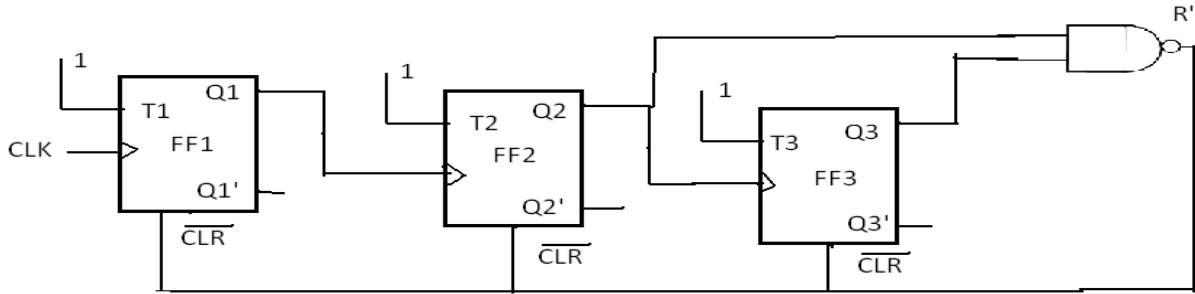 R'
1
1
1
T1
Q1
CLK
FF1
Q1'
CLR
T2
Q2
FF2
Q2'
CLR
T3
Q3
FF3
Q3'
CLR